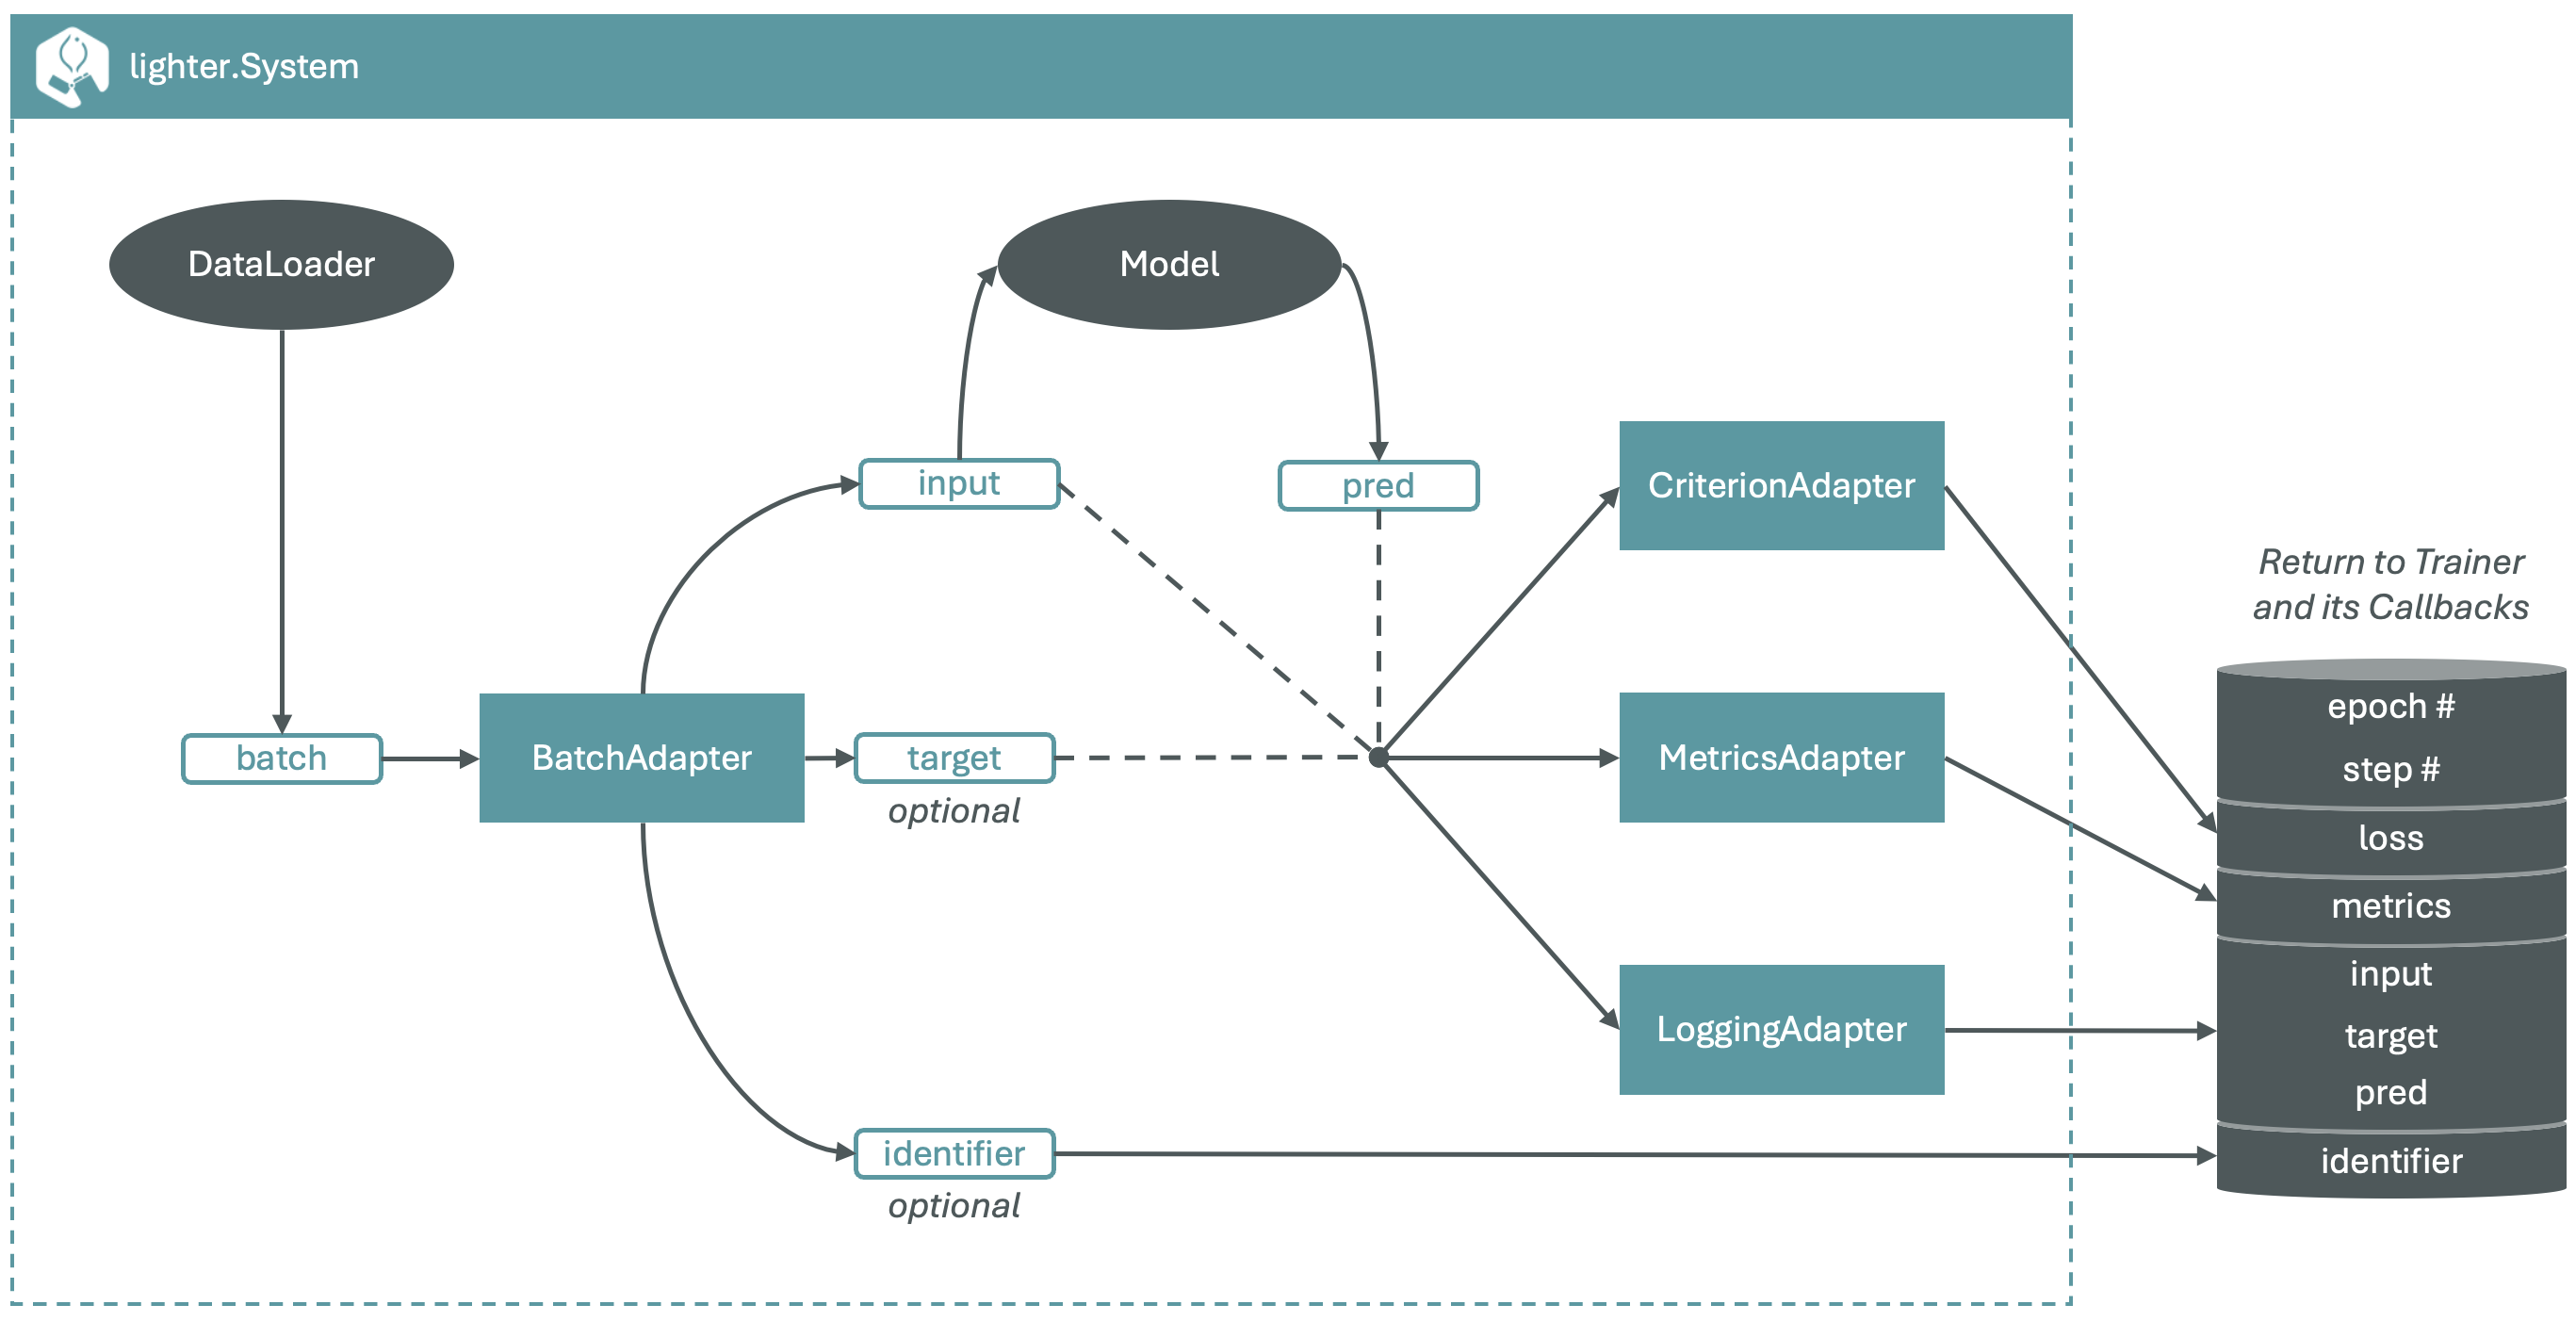 lighter.System
DataLoader
Model
input
pred
CriterionAdapter
Return to Trainer
and its Callbacks
batch
BatchAdapter
target
optional
MetricsAdapter
LoggingAdapter
identifier
optional
epoch #
step #
loss
metrics
input
target
pred
identifier